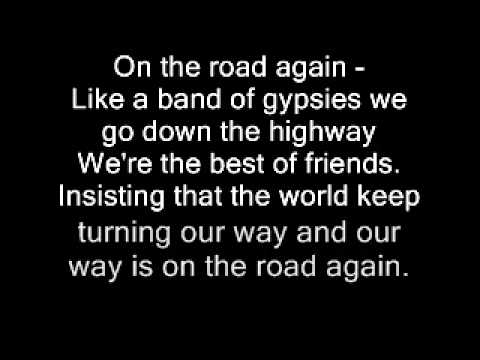 On the road again -
Like a band of gypsies we
go down the highway
We're the best of friends.
Insisting that the world keep
turning our way and our
way is on the road again.